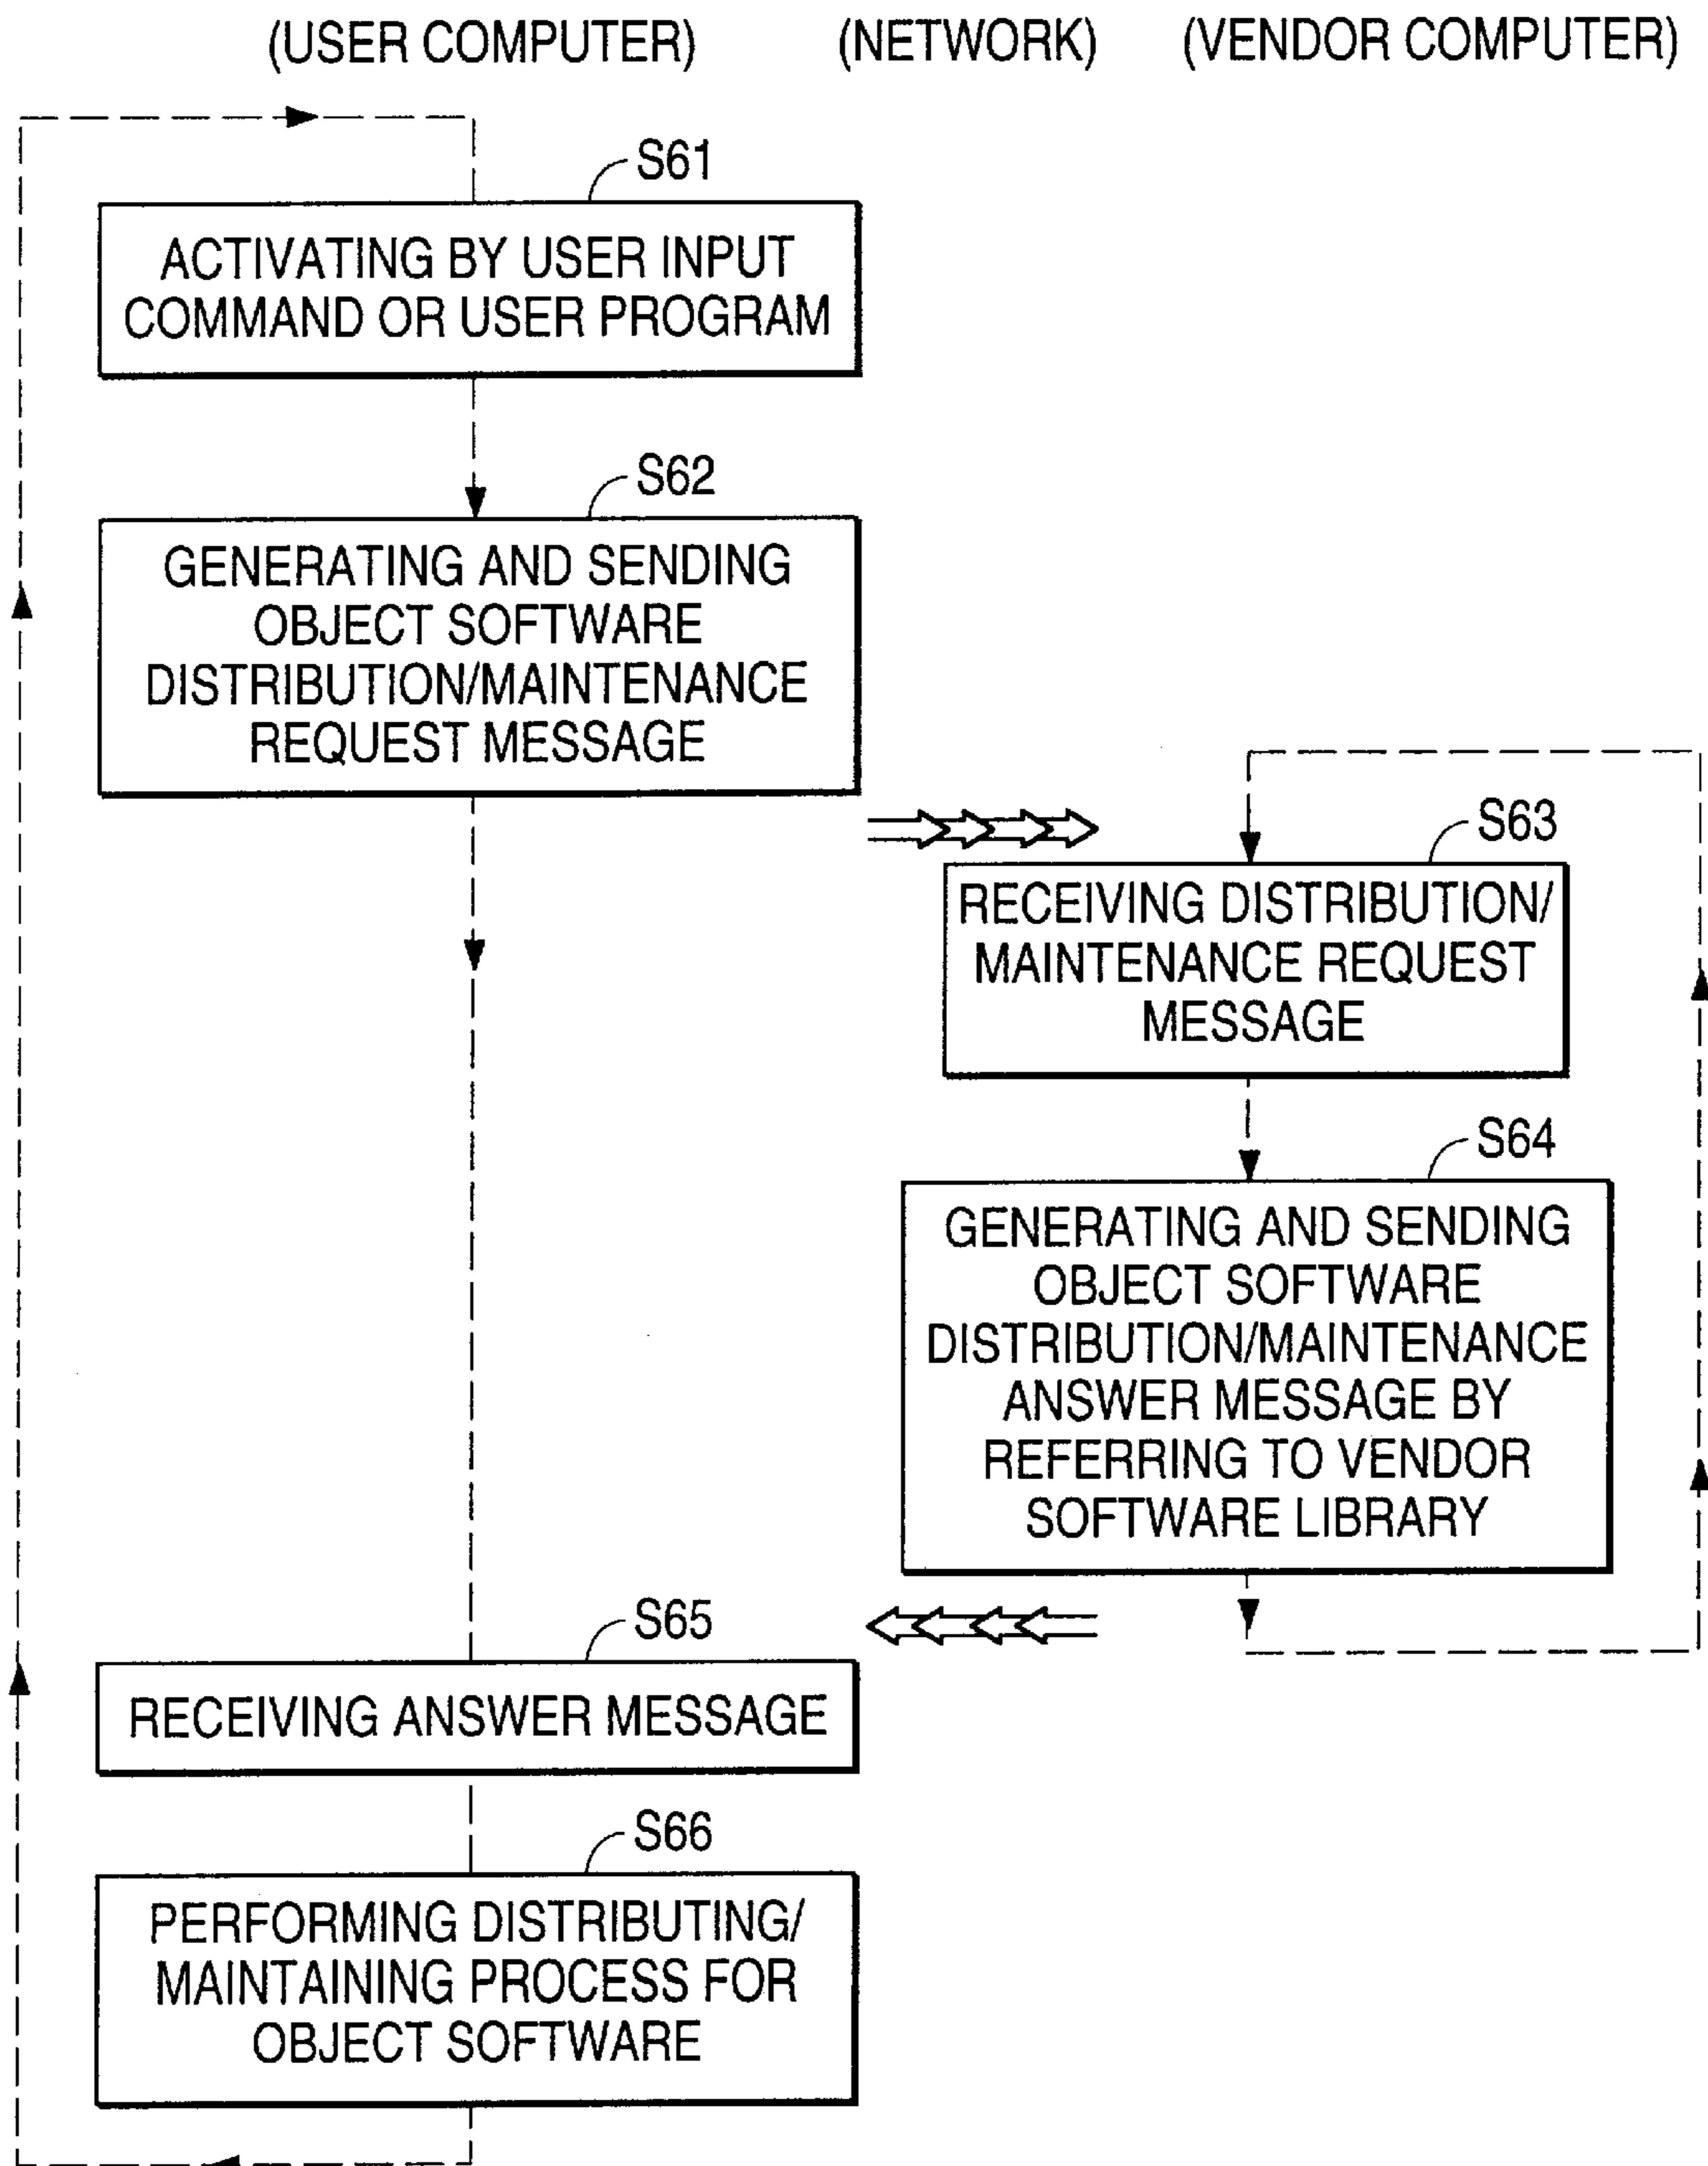 (USER COMPUTER) (NETWORK) (VENDOR COMPUTER)
S61
ACTIVATING BY USER INPUT
COMMAND OR USER PROGRAM
S62
GENERATING AND SENDING
OBJECT SOFTWARE
DISTRIBUTION/MAINTENANCE
REQUEST MESSAGE
S63
RECEIVING DISTRIBUTION/
MAINTENANCE REQUEST
MESSAGE
S64
GENERATING AND SENDING
OBJECT SOFTWARE
DISTRIBUTION/MAINTENANCE
ANSWER MESSAGE BY
REFERRING TO VENDOR
SOFTWARE LIBRARY
S65
RECEIVING ANSWER MESSAGE
S66
PERFORMING DISTRIBUTING/
MAINTAINING PROCESS FOR
OBJECT SOFTWARE